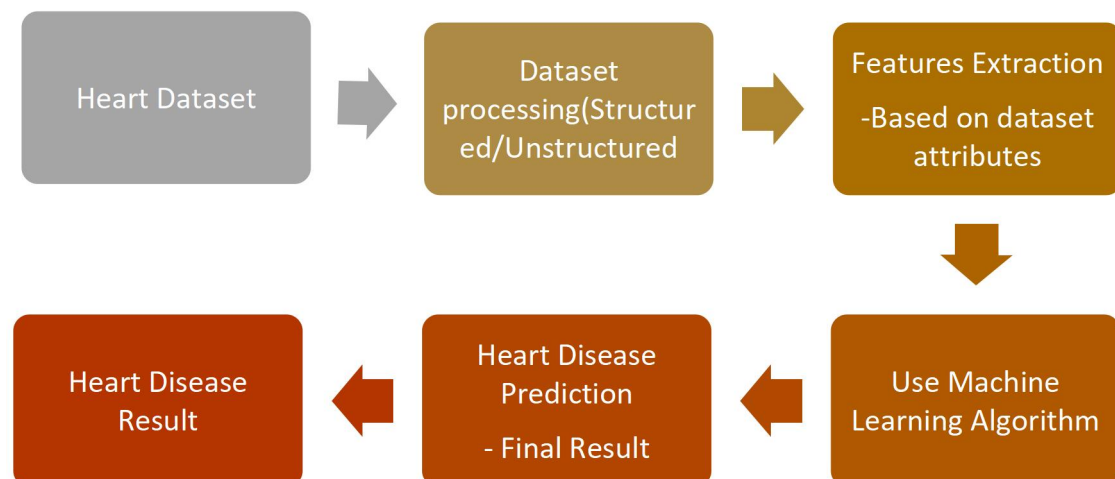 Heart Dataset
Dataset
processing(Structur
ed/Unstructured
Features Extraction
-Based on dataset
attributes
Use Machine
Learning Algorithm
Heart Disease
Prediction
- Final Result
Heart Disease
Result